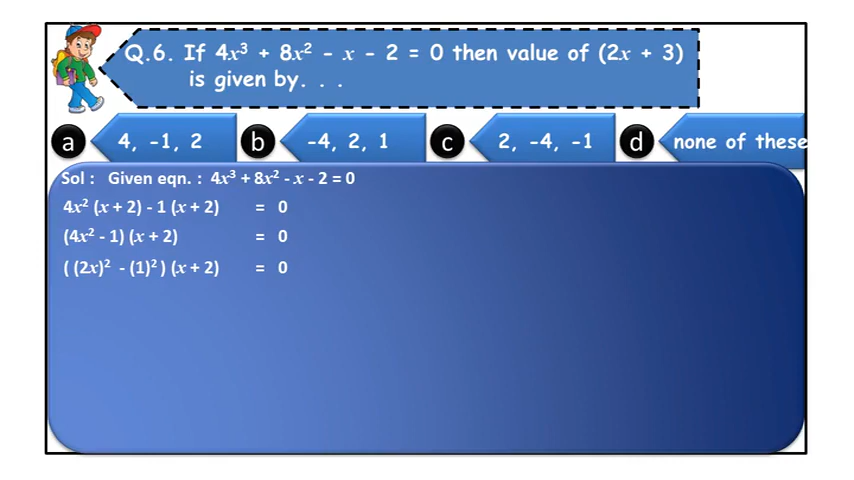 Q.6. If 4x³ + 8x² - x - 2 = 0 then value of (2x + 3)
is given by. . .
a 4, -1, 2 b -4, 2, 1 c 2, -4, -1 d none of these
Sol : Given eqn. : 4x³ + 8x² - x - 2 = 0
4x² (x + 2) - 1 (x + 2) = 0
(4x² - 1) (x + 2) = 0
( (2x)² - (1)² ) (x + 2) = 0